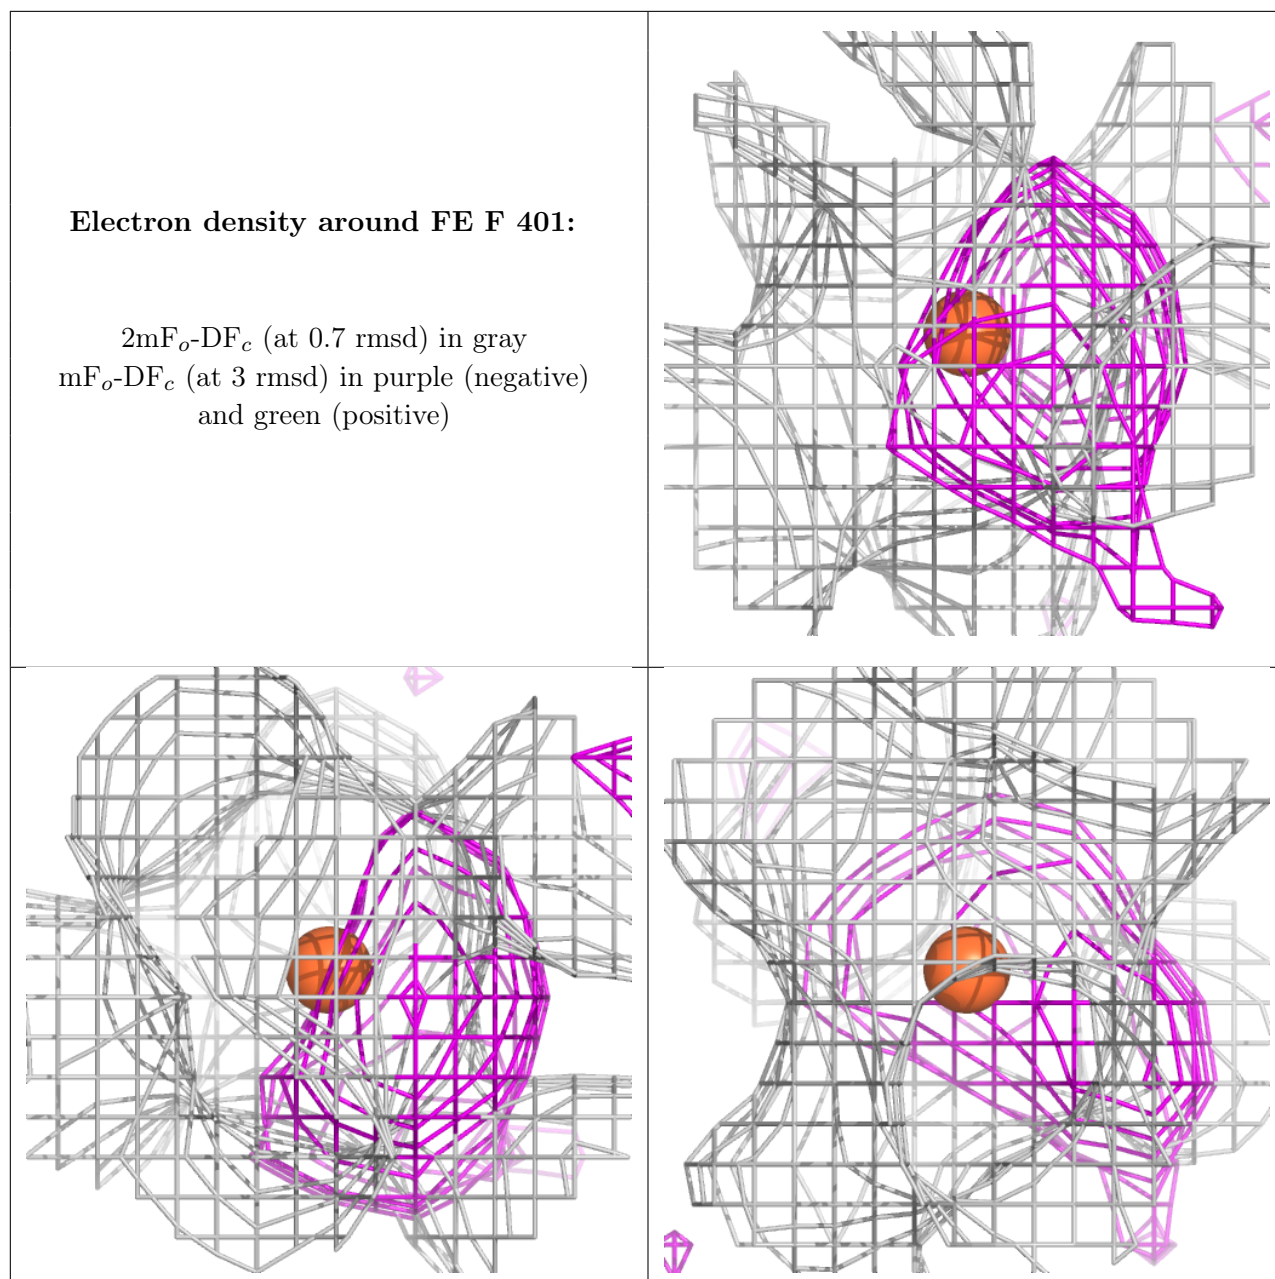 Electron density around FE F 401:
2mFo-DFc (at 0.7 rmsd) in gray
mFo-DFc (at 3 rmsd) in purple (negative)
and green (positive)